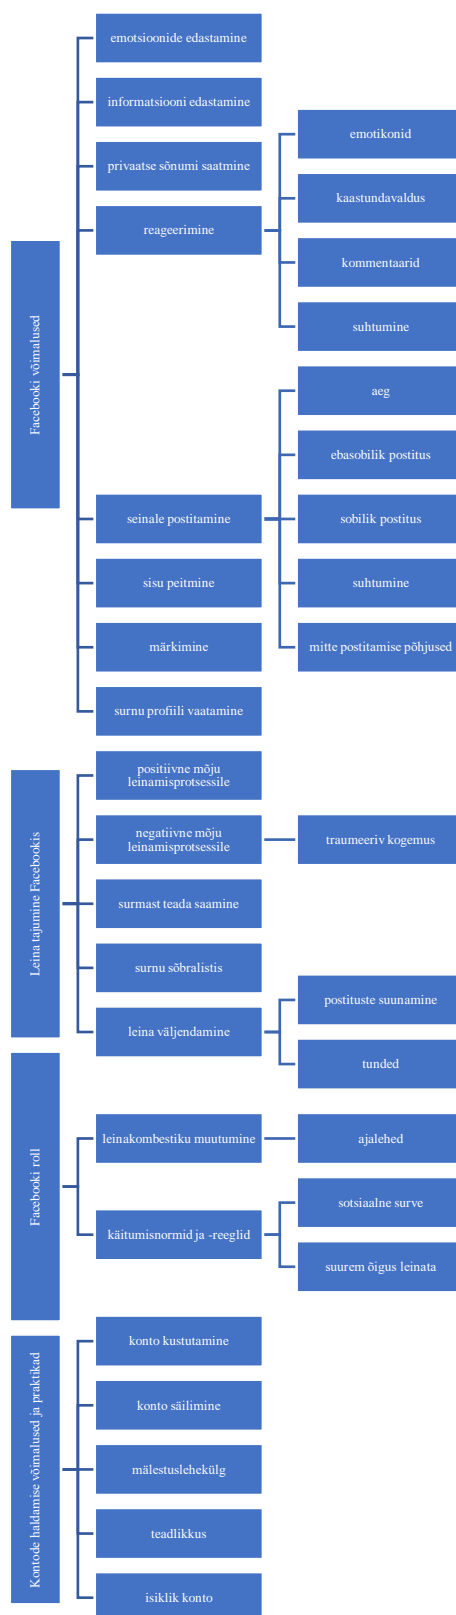 Facebooki võimalused
emotsioonide edastamine
informatsiooni edastamine
privaatse sõnumi saatmine
reageerimine
emotikonid
kaastundavaldus
kommentaarid
suhtumine
seinale postitamine
aeg
ebasobilik postitus
sobilik postitus
suhtumine
mitte postitamise põhjused
sisu peitmine
märkimine
surnu profiili vaatamine
Leina tajumine Facebookis
positiivne mõju
leinamisprotsessile
negatiivne mõju
leinamisprotsessile
traumeeriv kogemus
surmast teada saamine
surnu sõbralistis
leina väljendamine
postituste suunamine
tunded
Facebooki roll
leinakombestiku muutumine
ajalehed
käitumisnormid ja -reeglid
sotsiaalne surve
suurem õigus leinata
Kontode haldamise võimalused ja praktikad
konto kustutamine
konto säilimine
mälestuslehekülg
teadlikkus
isiklik konto